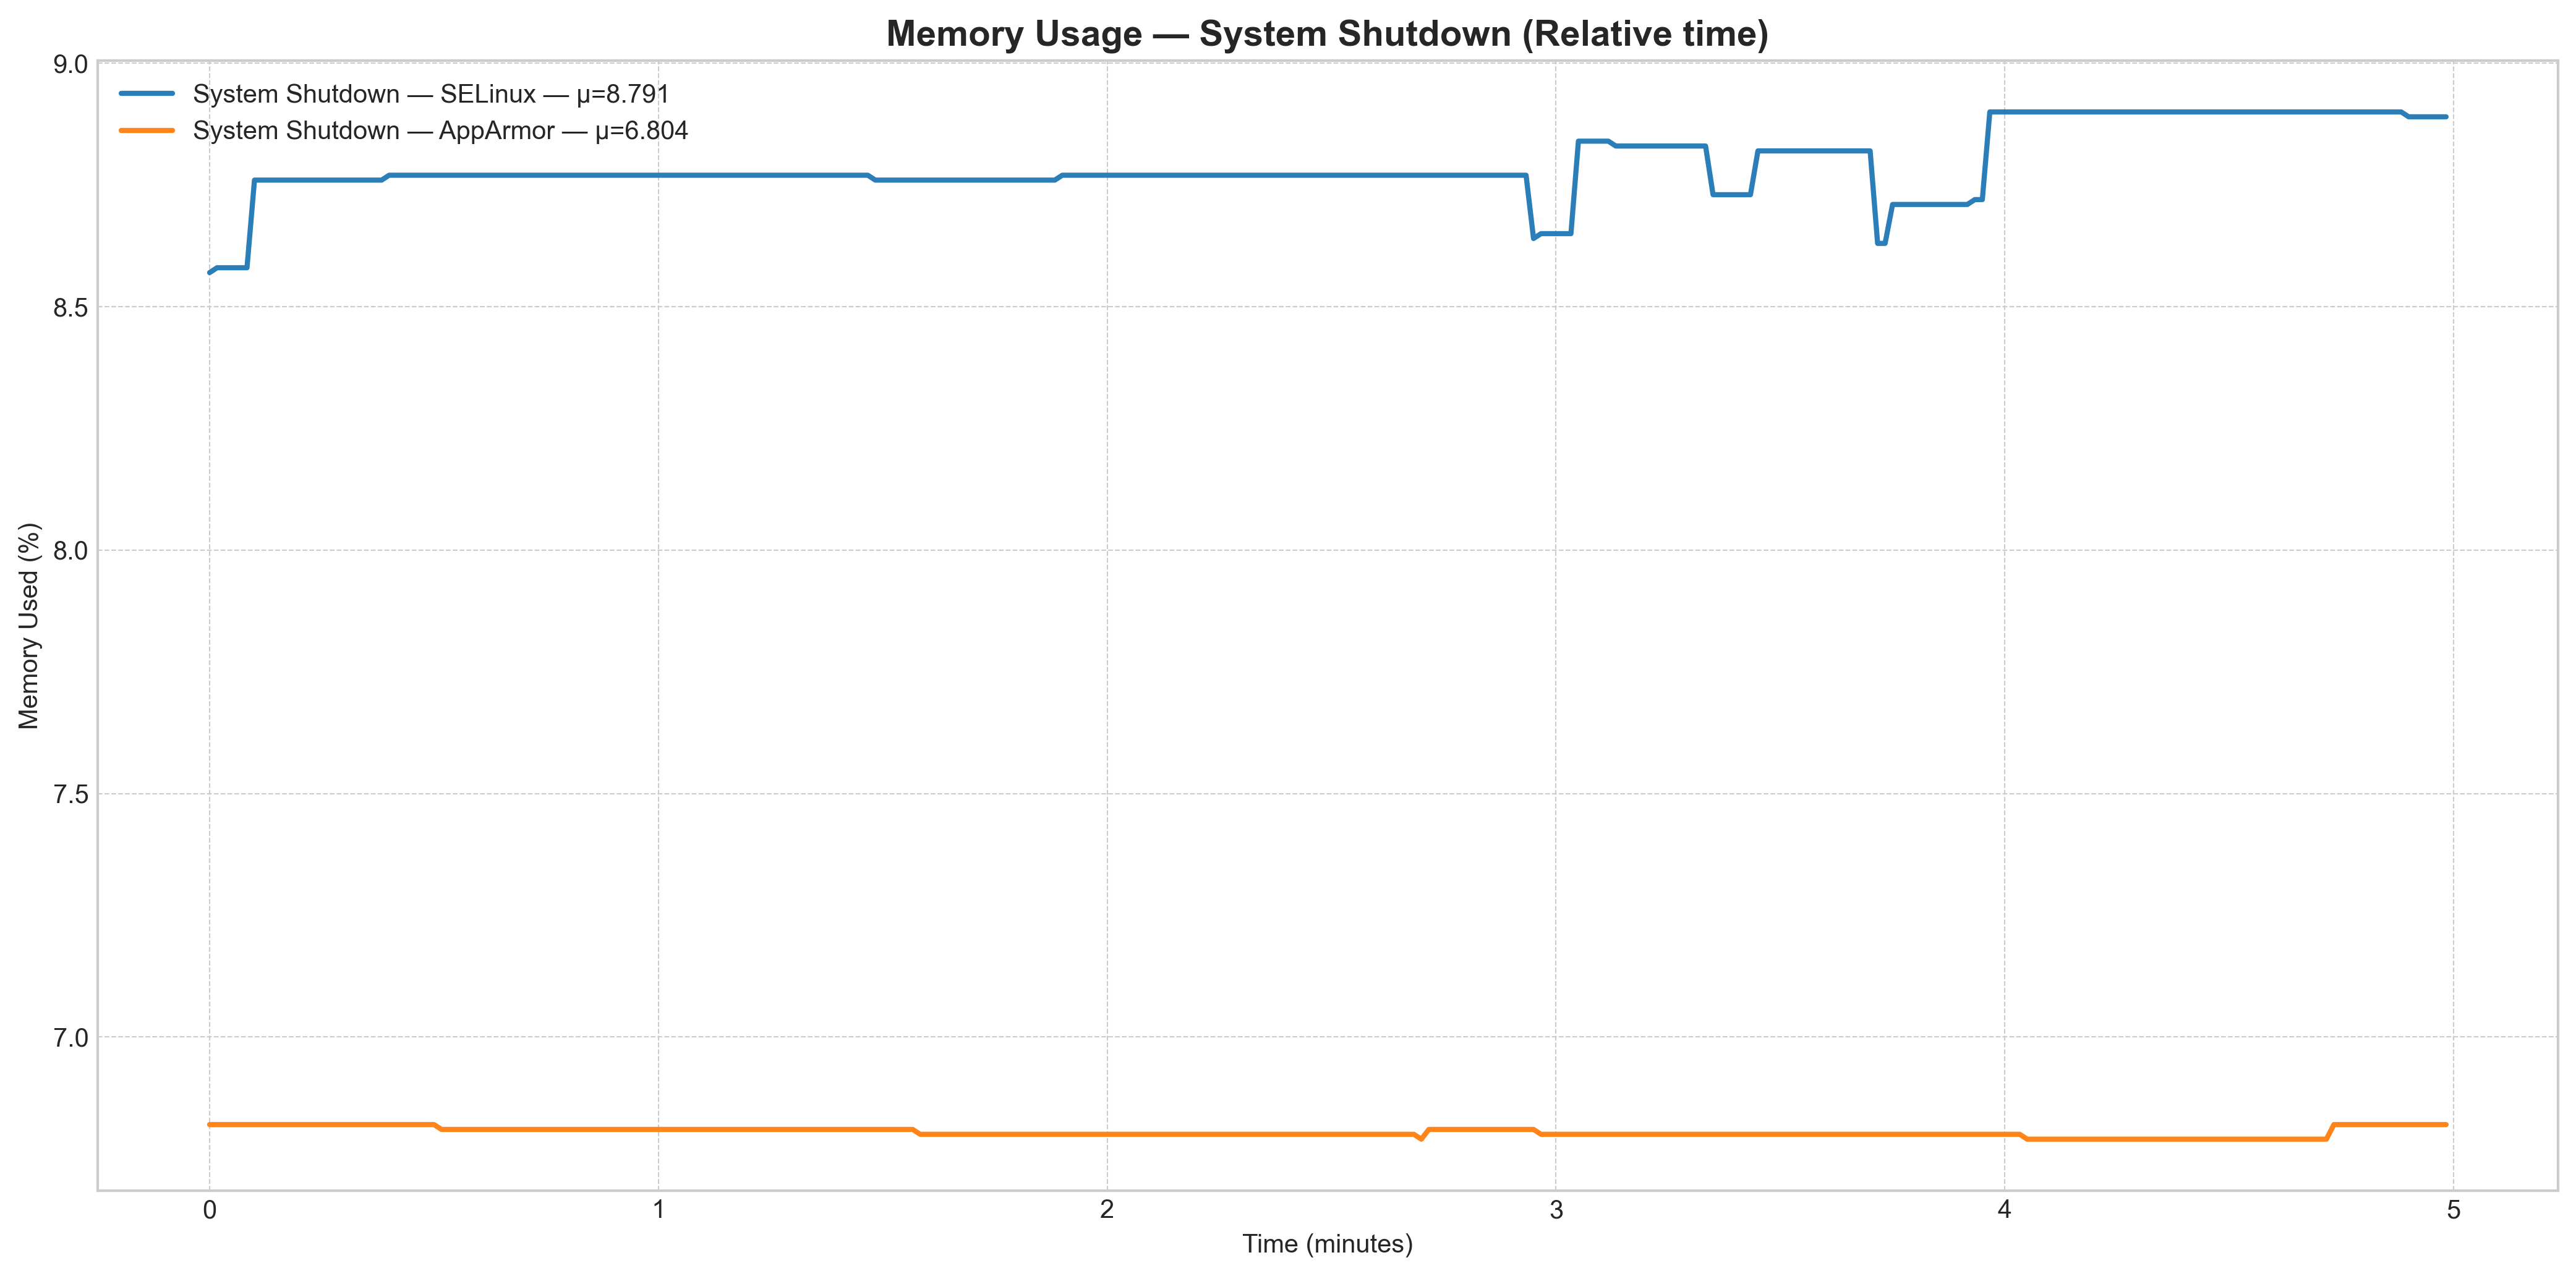 Memory Usage — System Shutdown (Relative time)
System Shutdown — SELinux — μ=8.791
System Shutdown — AppArmor — μ=6.804
Memory Used (%)
9.0
8.5
8.0
7.5
7.0
0 1 2 3 4 5
Time (minutes)